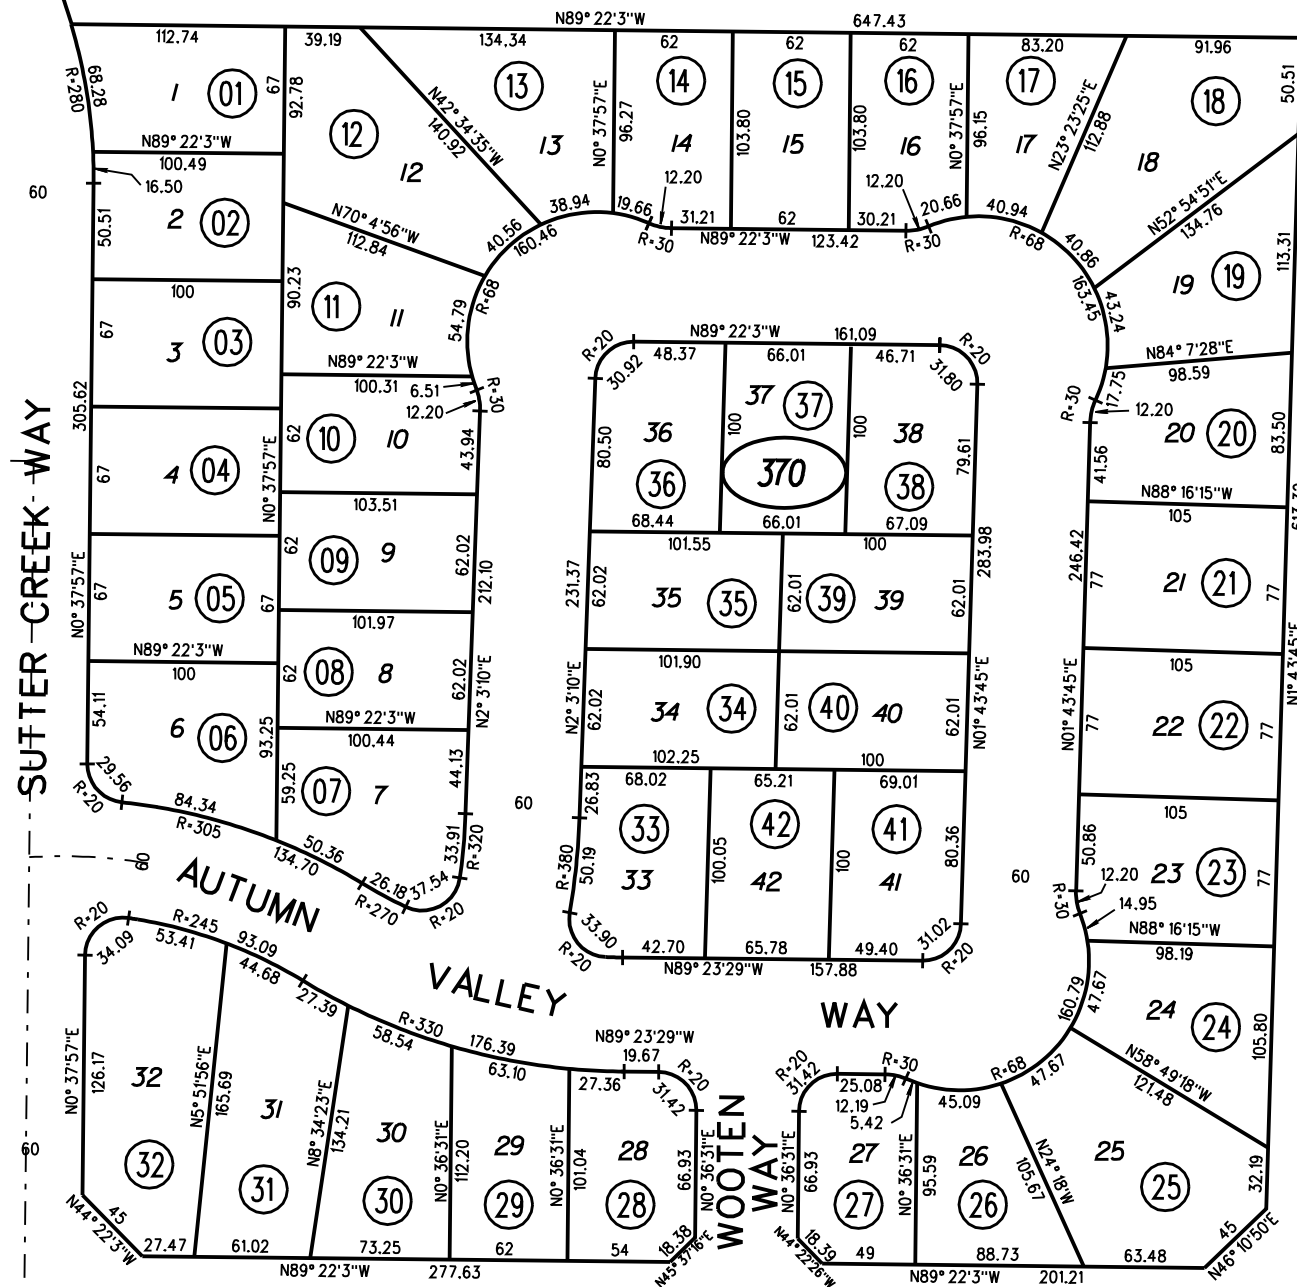 N89° 22'3"W 647.43
112.74 39.19 134.34 62 62 62 83.20 91.96
R=280 68.28 1 01 67 92.78
N89° 22'3"W
100.49
16.50
60
12 12
N42° 34'35"W
140.92
13 13
N0° 37'57"E
96.27
14 14
103.80
15 15
103.80
16 16
N0° 37'57"E
96.15
17 17
N23° 23'25"E
112.88
18 18
50.51
N52° 54'51"E
134.76
50.51 2 02
N70° 4'56"W
112.84
40.56 160.46 38.94 19.66 12.20 R=30 31.21
62
N89° 22'3"W 123.42
30.21 12.20 R=30 20.66 40.94 R=68 40.86 163.45 43.24
19 19
113.31
100
67 3 03
90.23 11 11
54.79 R=68
N89° 22'3"W
100.31
6.51
12.20
R=30
N84° 7'28"E
98.59
17.75
R=30
12.20
20 20
83.50
41.56
N88° 16'15"W
105
SUTTER CREEK WAY
305.62
67 4 04
N0° 37'57"E
62 10 10
43.94
103.51
N89° 22'3"W 161.09
R=20 30.92 48.37 66.01 46.71 R=20 31.80
36 36
80.50
100
37 37
370
100
38 38
79.61
68.44 66.01 67.09
101.55 100
283.98
246.42
N0° 37'57"E
67 5 05 67
62 09 9 62.02
212.10
101.97
231.37
62.02
35 35
62.01
39 39
62.01
77 21 21 77
613.32
N89° 22'3"W
100
62 08 8 62.02
N2° 3'10"E
N89° 22'3"W
100.44
N2° 3'10"E
101.90
62.02
34 34
62.01
40 40
62.01
N01° 43'45"E
102.25 100
N01° 43'45"E
105
77 22 22 77
N1° 43'45"E
105
54.11 6 06 93.25
59.25 07 7 44.13
60
29.56
R=20
84.34
R=305
50.36
134.70
26.18
R=270
37.54
R=20
33.91
R=320
68.02 65.21 69.01
26.83
R=380
50.19
33 33
100.05
42 42
100
41 41
80.36
33.90
R=20
42.70 65.78 49.40
N89° 23'29"W 157.88
31.02
R=20
60
50.86
12.20
R=30
14.95
23 23
77
N88° 16'15"W
98.19
60
AUTUMN
VALLEY
WAY
R=20
34.09
R=245
53.41
93.09
44.68
27.39
R=330
58.54
176.39
63.10
N89° 23'29"W
19.67
27.36
R=20
31.42
R=20
31.42
25.08
R=30
12.19
5.42
45.09
R=68
47.67
160.79
47.67
24 24
105.80
N58° 49'18"W
121.48
N0° 37'57"E
126.17
32 32
N5° 51'56"E
165.69
31 31
N8° 34'23"E
134.21
30 30
N0° 36'31"E
112.20
29 29
N0° 36'31"E
101.04
28 28
66.93
N0° 36'31"E
WOOTEN
WAY
N0° 36'31"E
66.93
27 27
N0° 36'31"E
95.59
26 26
N24° 18'W
105.67
25 25
32.19
60
45
N44° 22'3"W
27.47 61.02 73.25 62 54
N89° 22'3"W 277.63
18.38
N45° 37'16"E
18.39
N44° 22'26"W
49 88.73 63.48
N89° 22'3"W 201.21
45
N46° 10'50"E